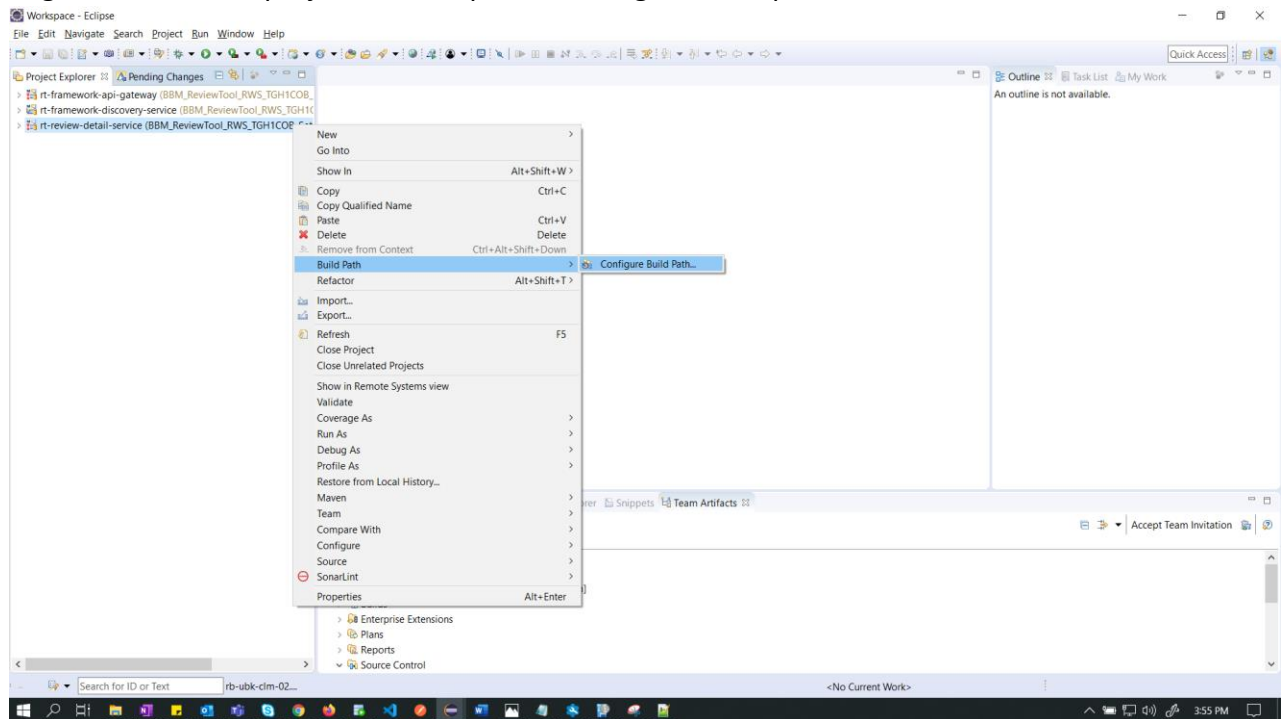 Workspace - Eclipse
File Edit Navigate Search Project Run Window Help
Quick Access
Project Explorer Pending Changes
Outline Task List My Work
rt-framework-api-gateway (BBM_ReviewTool_RWS_TGH1COB_
An outline is not available.
rt-framework-discovery-service (BBM_ReviewTool_RWS_TGH1
rt-review-detail-service (BBM_ReviewTool_RWS_TGH1COB
New
Go Into
Show In Alt+Shift+W
Copy Ctrl+C
Copy Qualified Name
Paste Ctrl+V
Delete Delete
Remove from Context Ctrl+Alt+Shift+Down
Build Path
Configure Build Path...
Refactor Alt+Shift+T
Import...
Export...
Refresh F5
Close Project
Close Unrelated Projects
Show in Remote Systems view
Validate
Coverage As
Run As
Debug As
Profile As
Restore from Local History...
Maven
Team
Compare With
Configure
Source
SonarLint
Properties Alt+Enter
Snippets Team Artifacts
Accept Team Invitation
Enterprise Extensions
Plans
Reports
Source Control
Search for ID or Text
rb-ubk-clm-02...
<No Current Work>
3:55 PM